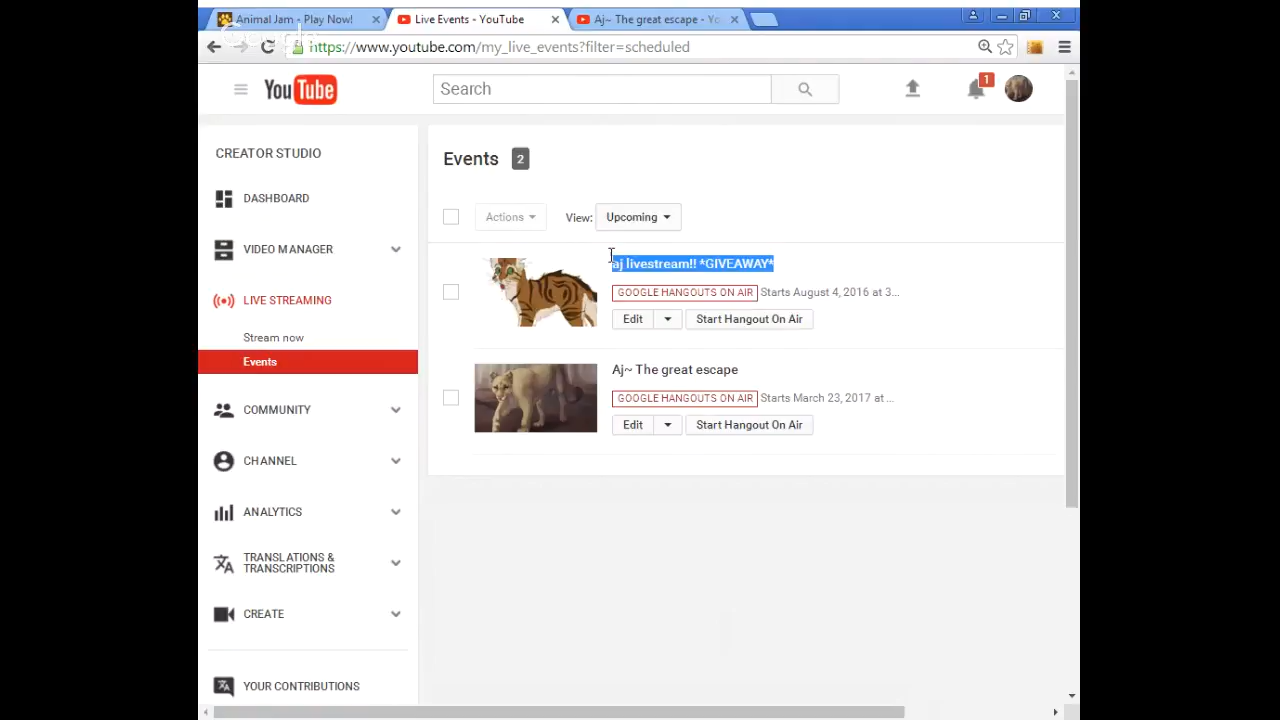 Animal Jam - Play Now!
Live Events - YouTube
Aj~ The great escape - Yo
Google
https://www.youtube.com/my_live_events?filter=scheduled
YouTube
Search
1
CREATOR STUDIO
DASHBOARD
VIDEO MANAGER
LIVE STREAMING
Stream now
Events
COMMUNITY
CHANNEL
ANALYTICS
TRANSLATIONS &
TRANSCRIPTIONS
CREATE
YOUR CONTRIBUTIONS
Events 2
Actions View: Upcoming
aj livestream!! *GIVEAWAY*
GOOGLE HANGOUTS ON AIR Starts August 4, 2016 at 3...
Edit Start Hangout On Air
Aj~ The great escape
GOOGLE HANGOUTS ON AIR Starts March 23, 2017 at ...
Edit Start Hangout On Air